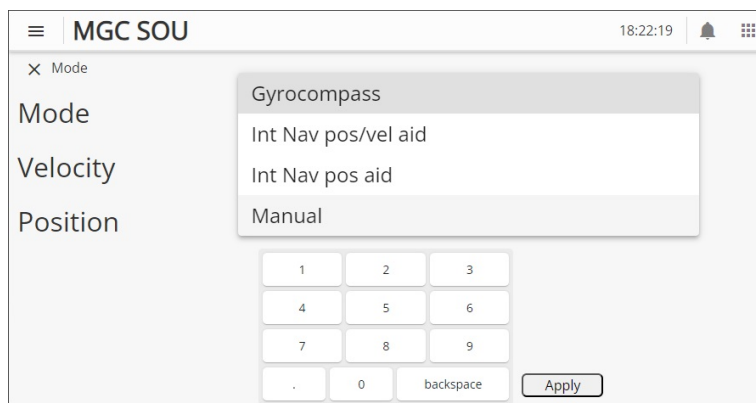 MGC SOU
18:22:19
Mode
Mode
Velocity
Position
Gyrocompass
Int Nav pos/vel aid
Int Nav pos aid
Manual
1 2 3
4 5 6
7 8 9
. 0 backspace
Apply